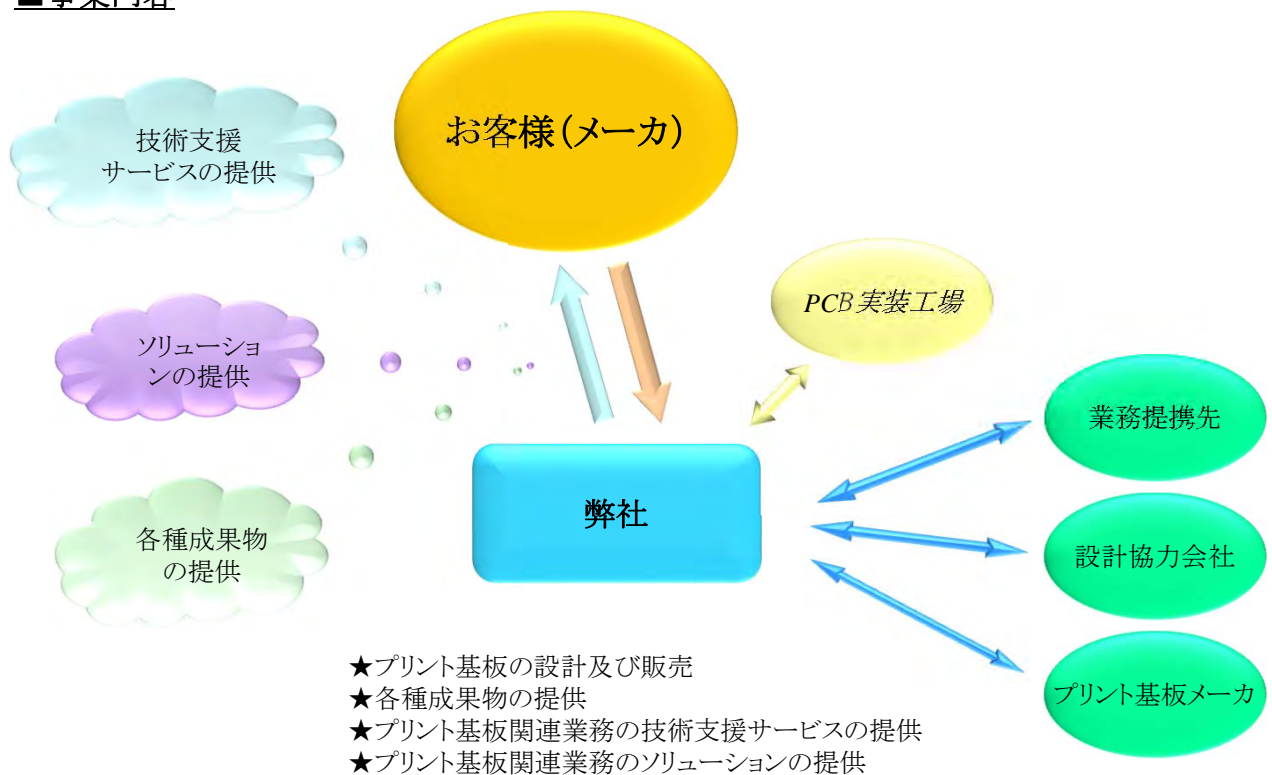 ■事業内容
お客様(メーカ)
技術支援
サービスの提供
PCB実装工場
ソリューショ
ンの提供
業務提携先
弊社
各種成果物
の提供
設計協力会社
プリント基板メーカ
★プリント基板の設計及び販売
★各種成果物の提供
★プリント基板関連業務の技術支援サービスの提供
★プリント基板関連業務のソリューションの提供